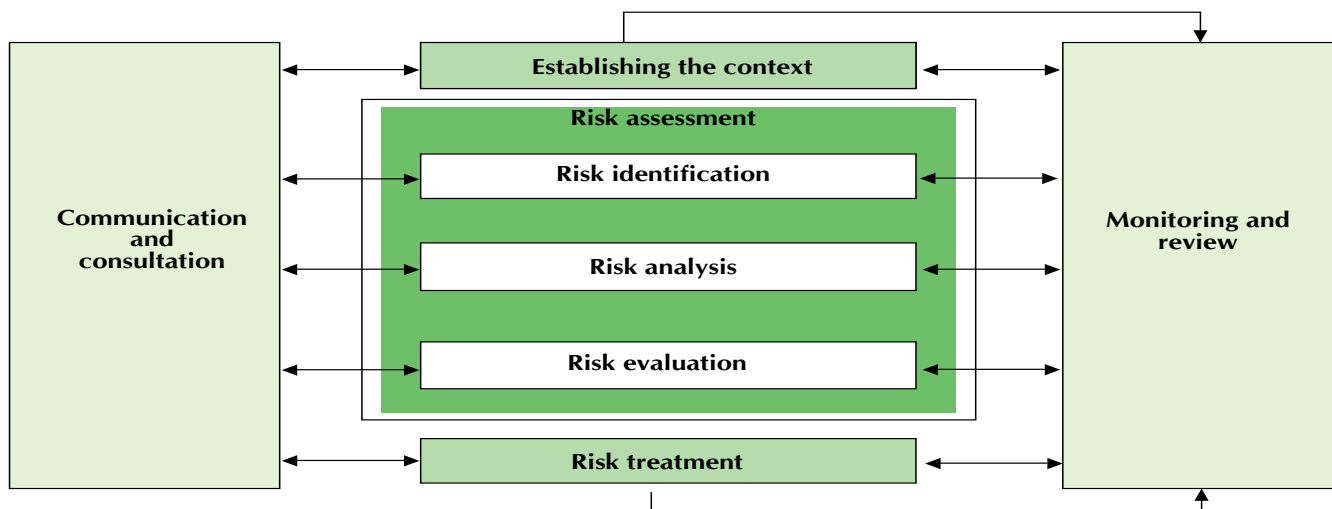 Establishing the context
Risk assessment
Risk identification
Communication
and
consultation
Monitoring and
review
Risk analysis
Risk evaluation
Risk treatment